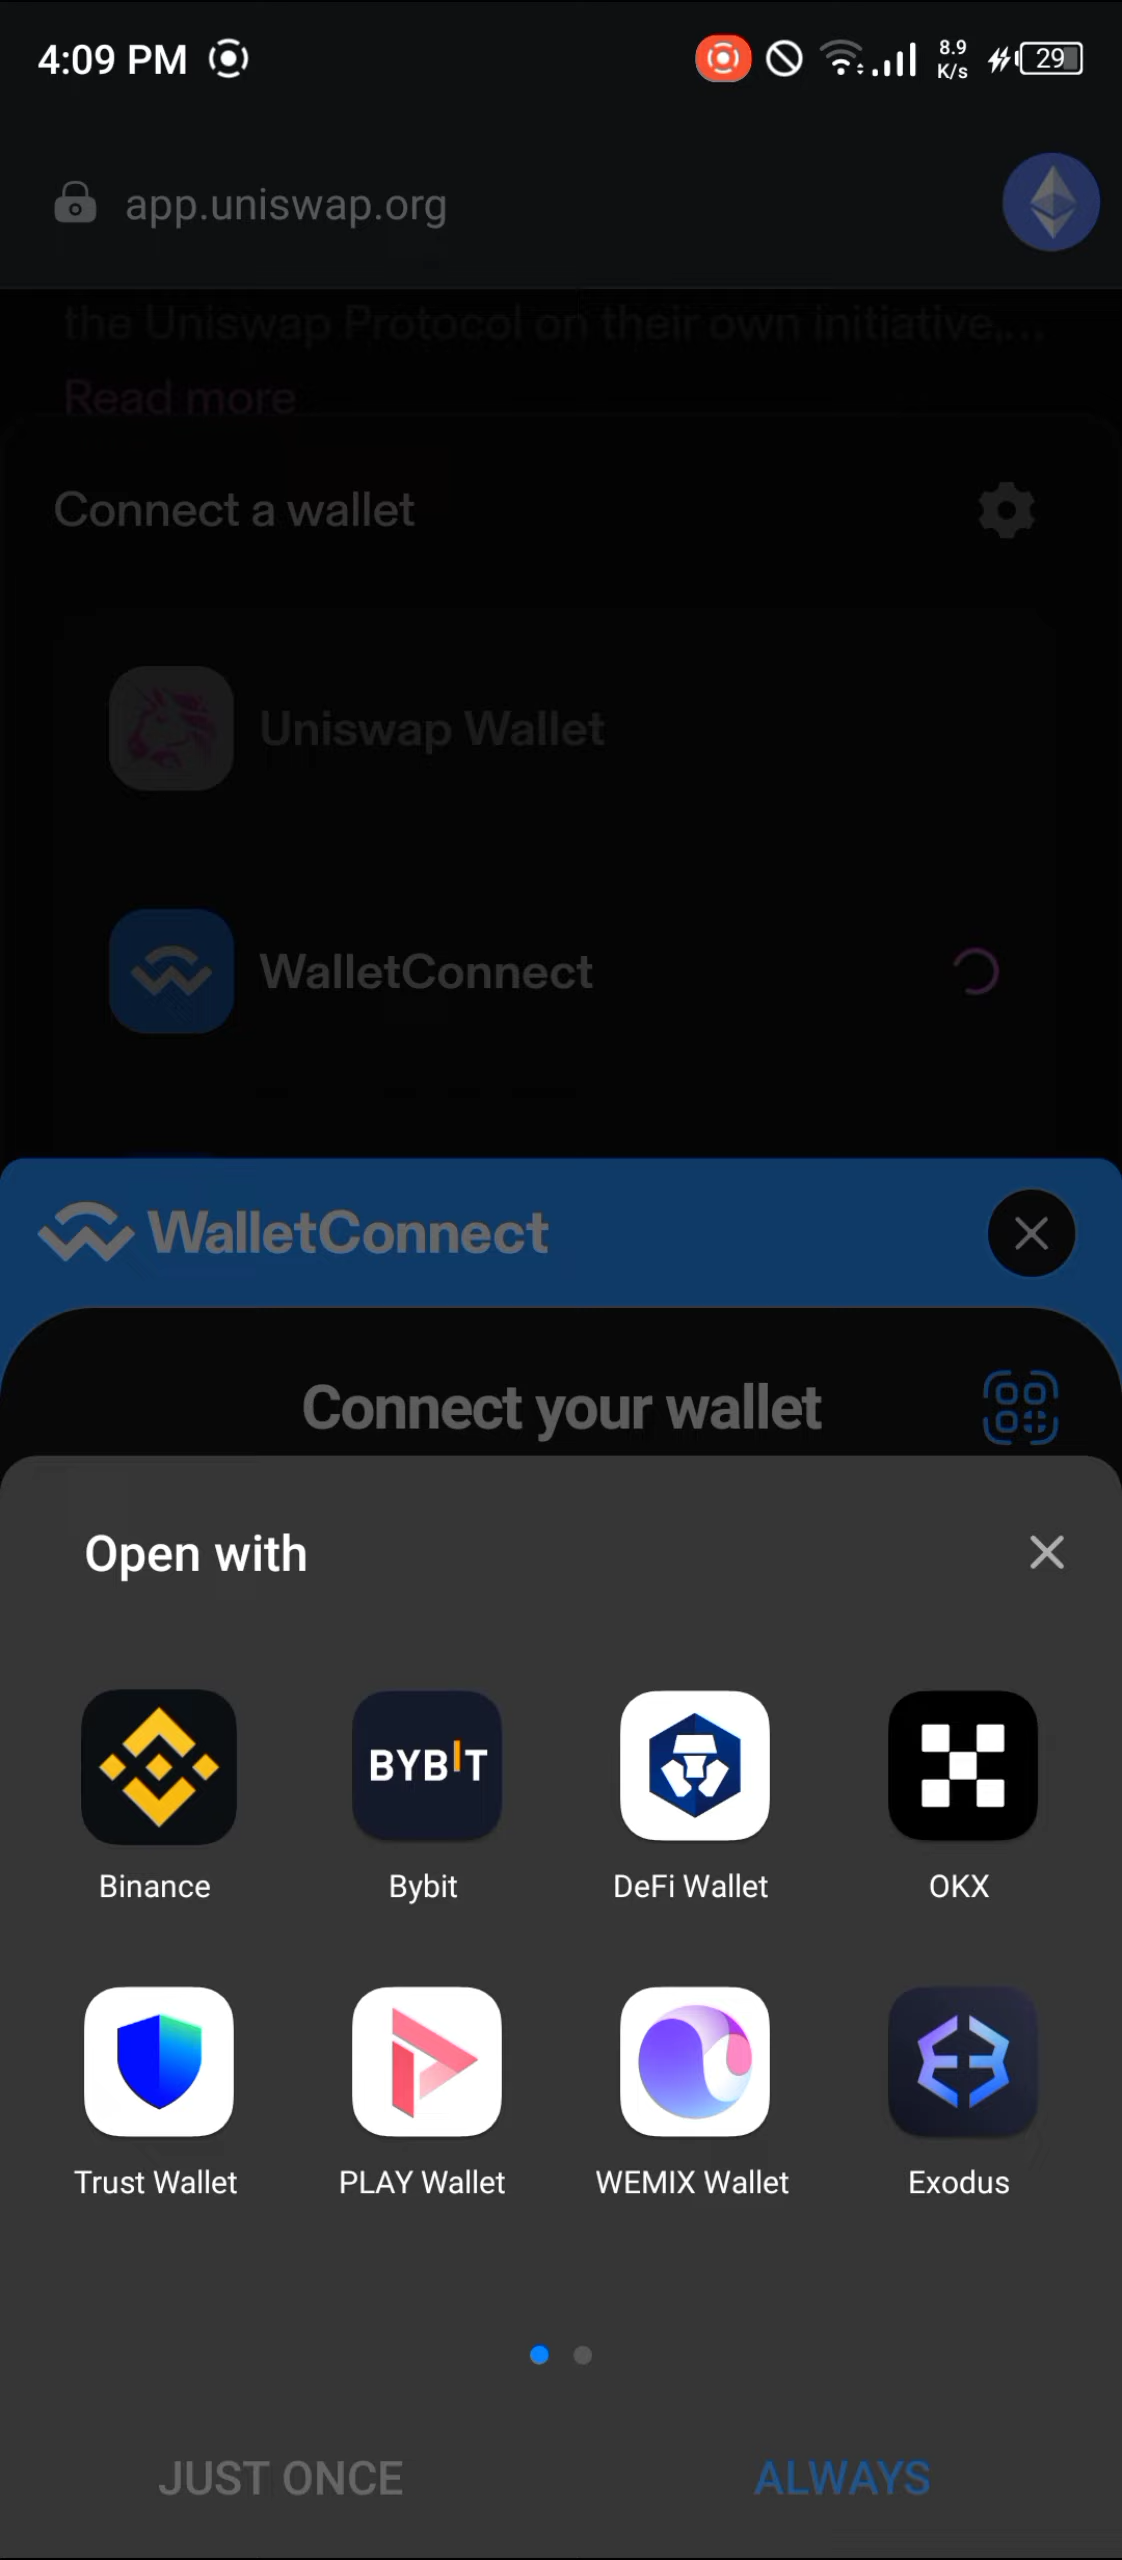 4:09 PM
8.9
K/s
29
app.uniswap.org
the Uniswap Protocol on their own initiative,...
Read more
Connect a wallet
Uniswap Wallet
WalletConnect
WalletConnect
Connect your wallet
Open with
BYBIT
Binance
Bybit
DeFi Wallet
OKX
Trust Wallet
PLAY Wallet
WEMIX Wallet
Exodus
JUST ONCE
ALWAYS